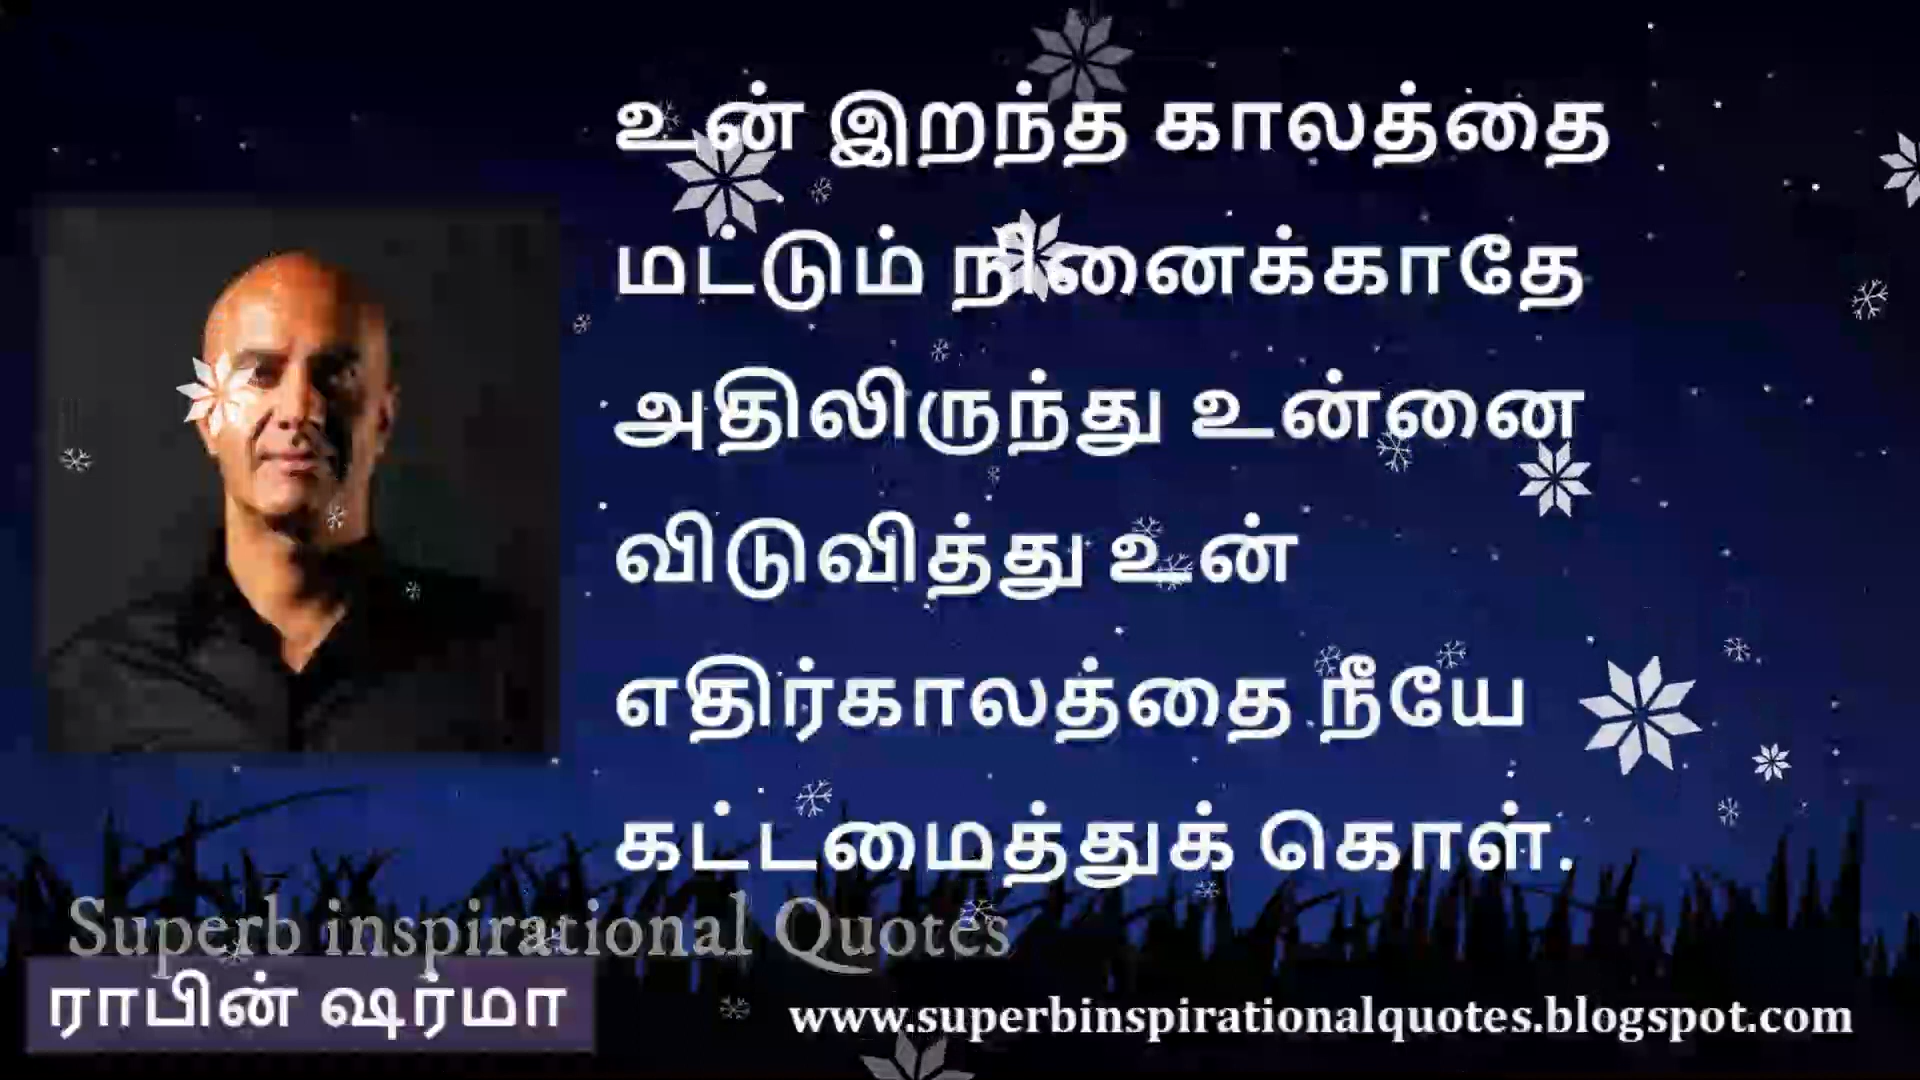 உன் இறந்த காலத்தை
மட்டும் நினைக்காதே
அதிலிருந்து உன்னை
விடுவித்து உன்
எதிர்காலத்தை நீயே
கட்டமைத்துக் கொள்.
Superb inspirational Quotes
ராபின் ஷர்மா
www.superbinspirationalquotes.blogspot.com